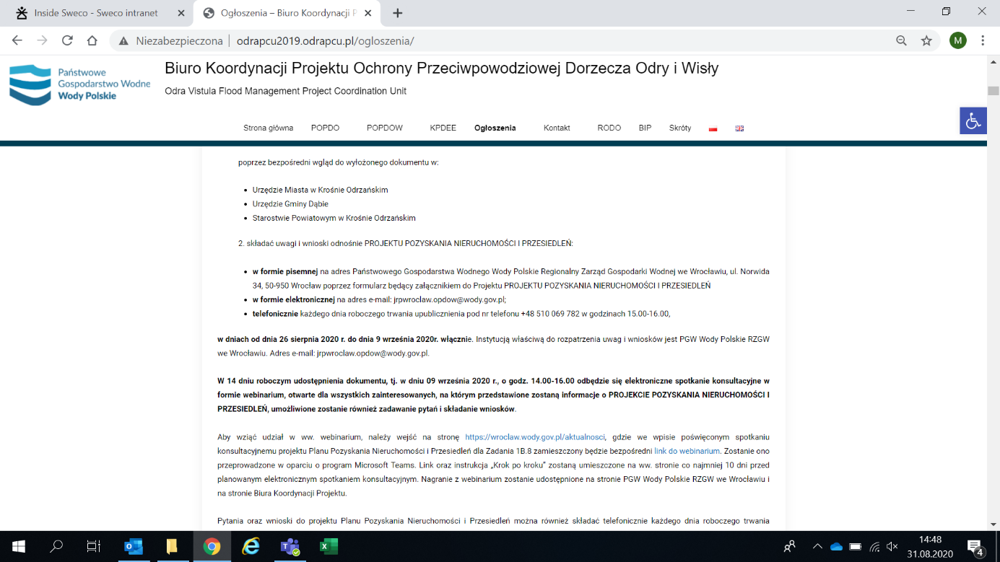 Inside Sweco - Sweco intranet
Ogłoszenia – Biuro Koordynacji P
Niezabezpieczona
odrapcu2019.odrapcu.pl/ogloszenia/
M
Państwowe
Gospodarstwo Wodne
Wody Polskie
Biuro Koordynacji Projektu Ochrony Przeciwpowodziowej Dorzecza Odry i Wisły
Odra Vistula Flood Management Project Coordination Unit
Strona główna POPDO POPDOW KPDEE Ogłoszenia Kontakt RODO BIP Skróty
poprzez bezpośredni wgląd do wyłożonego dokumentu w:
• Urzędzie Miasta w Krośnie Odrzańskim
• Urzędzie Gminy Dąbie
• Starostwie Powiatowym w Krośnie Odrzańskim
2. składać uwagi i wnioski odnośnie PROJEKTU POZYSKANIA NIERUCHOMOŚCI I PRZESIEDLEŃ:
• w formie pisemnej na adres Państwowego Gospodarstwa Wodnego Wody Polskie Regionalny Zarząd Gospodarki Wodnej we Wrocławiu, ul. Norwida
34, 50-950 Wrocław poprzez formularz będący załącznikiem do Projektu PROJEKTU POZYSKANIA NIERUCHOMOŚCI I PRZESIEDLEŃ
• w formie elektronicznej na adres e-mail: jrpwroclaw.opdow@wody.gov.pl;
• telefonicznie każdego dnia roboczego trwania upublicznienia pod nr telefonu +48 510 069 782 w godzinach 15.00-16.00,
w dniach od dnia 26 sierpnia 2020 r. do dnia 9 września 2020r. włącznie. Instytucją właściwą do rozpatrzenia uwag i wniosków jest PGW Wody Polskie RZGW
we Wrocławiu. Adres e-mail: jrpwroclaw.opdow@wody.gov.pl.
W 14 dniu roboczym udostępnienia dokumentu, tj. w dniu 09 września 2020 r., o godz. 14.00-16.00 odbędzie się elektroniczne spotkanie konsultacyjne w
formie webinarium, otwarte dla wszystkich zainteresowanych, na którym przedstawione zostaną informacje o PROJEKCIE POZYSKANIA NIERUCHOMOŚCI I
PRZESIEDLEŃ, umożliwione zostanie również zadawanie pytań i składanie wniosków.
Aby wziąć udział w ww. webinarium, należy wejść na stronę https://wroclaw.wody.gov.pl/aktualnosci, gdzie we wpisie poświęconym spotkaniu
konsultacyjnemu projektu Planu Pozyskania Nieruchomości i Przesiedleń dla Zadania 1B.8 zamieszczony będzie bezpośredni link do webinarium. Zostanie ono
przeprowadzone w oparciu o program Microsoft Teams. Link oraz instrukcja „Krok po kroku” zostaną umieszczone na ww. stronie co najmniej 10 dni przed
planowanym elektronicznym spotkaniem konsultacyjnym. Nagranie z webinarium zostanie udostępnione na stronie PGW Wody Polskie RZGW we Wrocławiu i
na stronie Biura Koordynacji Projektu.
Pytania oraz wnioski do projektu Planu Pozyskania Nieruchomości i Przesiedleń można również składać telefonicznie każdego dnia roboczego trwania
14:48
31.08.2020
4